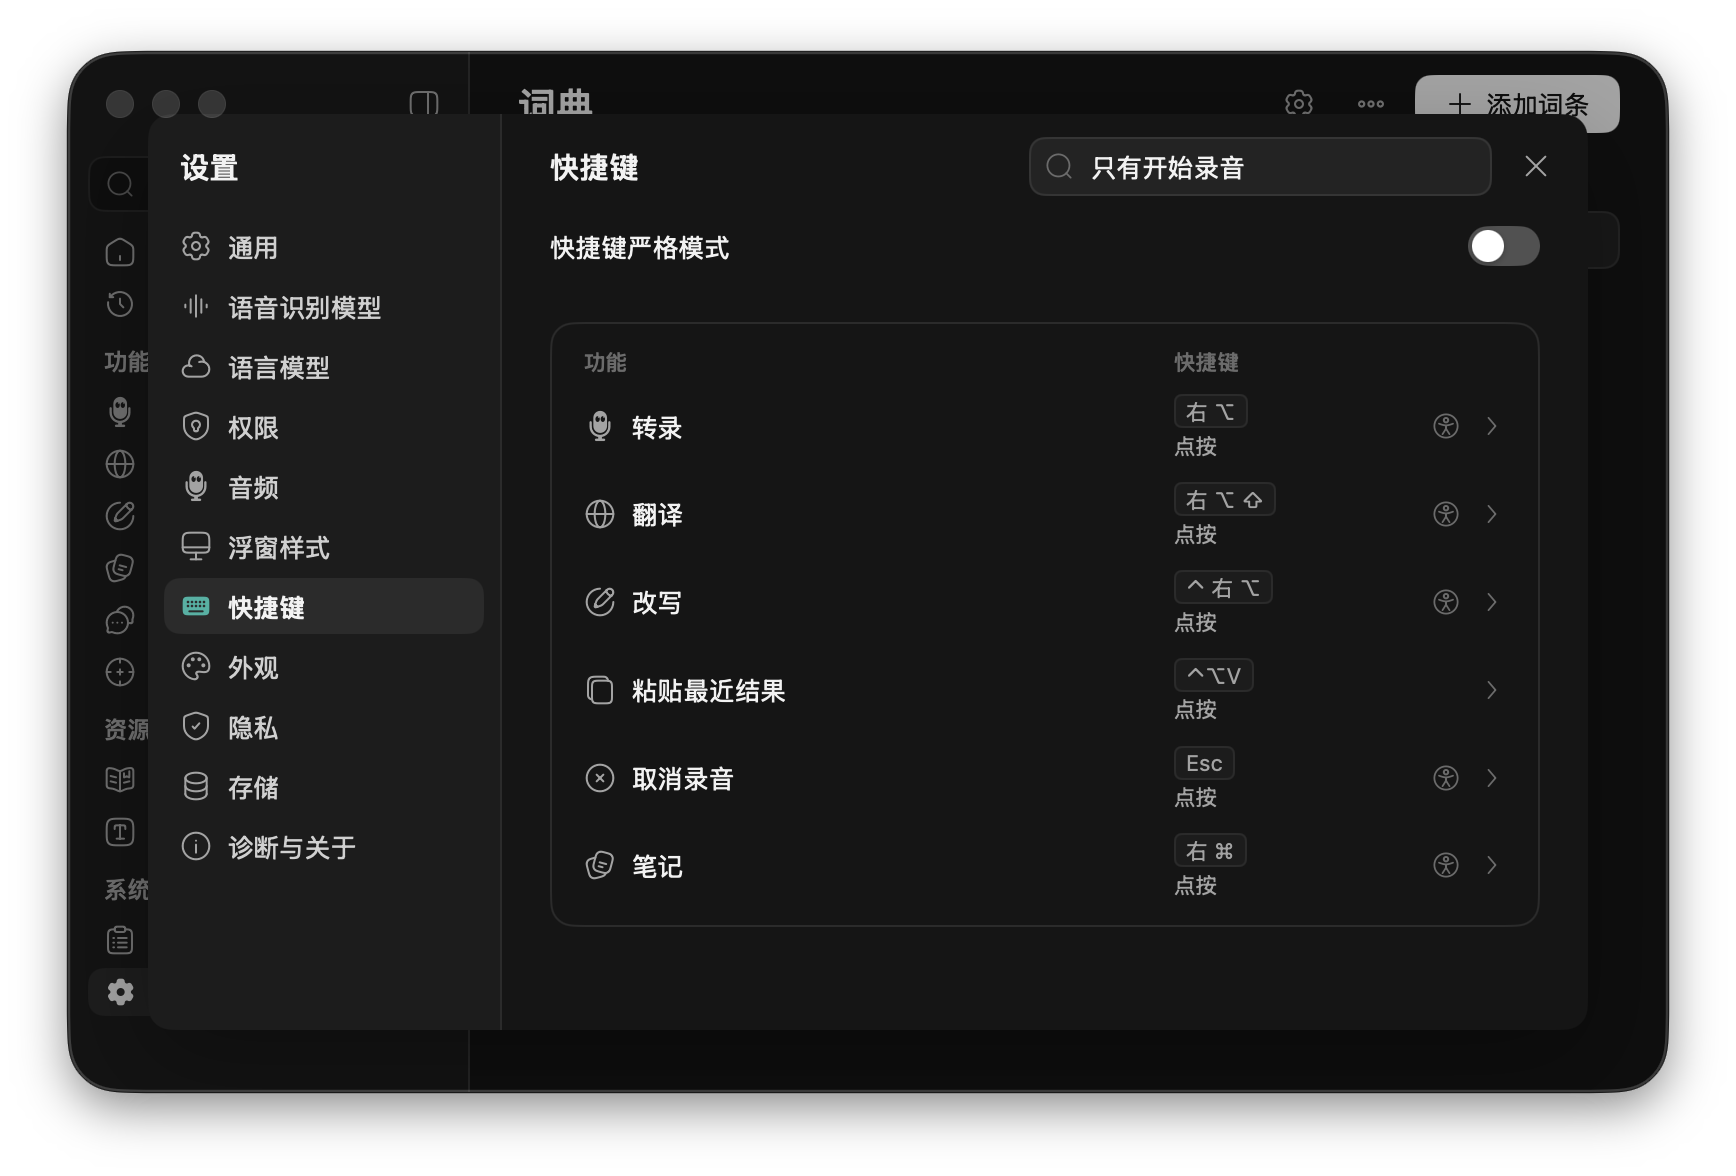 词典
添加词条
功能
资源
系统
设置
通用
语音识别模型
语言模型
权限
音频
浮窗样式
快捷键
外观
隐私
存储
诊断与关于
快捷键
只有开始录音
快捷键严格模式
功能 快捷键
转录 右 ⌥
点按
翻译 右 ⌥ ⇧
点按
改写 ^ 右 ⌥
点按
粘贴最近结果 ^⌥V
点按
取消录音 Esc
点按
笔记 右 ⌘
点按